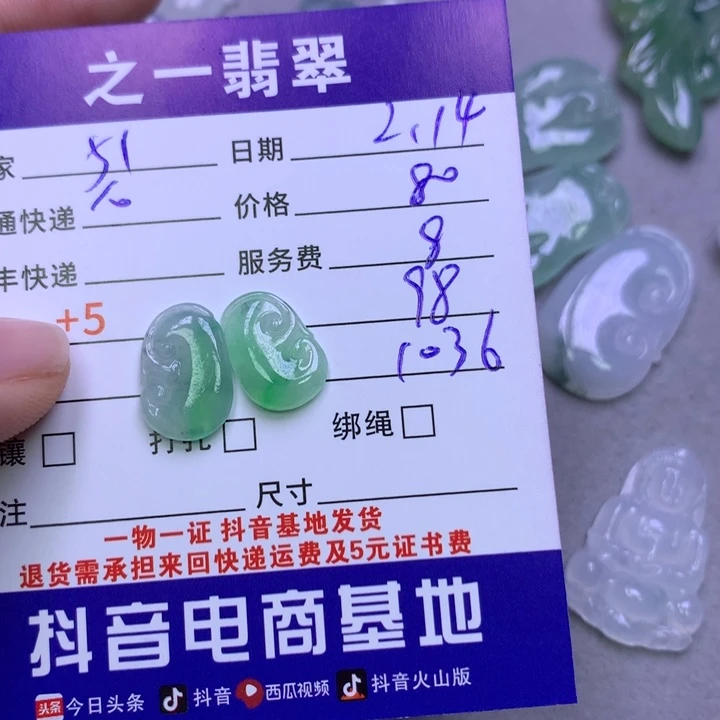 之一翡翠
家 51 日期 2.14
通快递 10 价格 80
丰快递 服务费 8
+5 98
1036
镶 打孔 绑绳
注 尺寸
一物一证 抖音基地发货
退货需承担来回快递运费及5元证书费
抖音电商基地
头条 今日头条 抖音 西瓜视频 抖音火山版